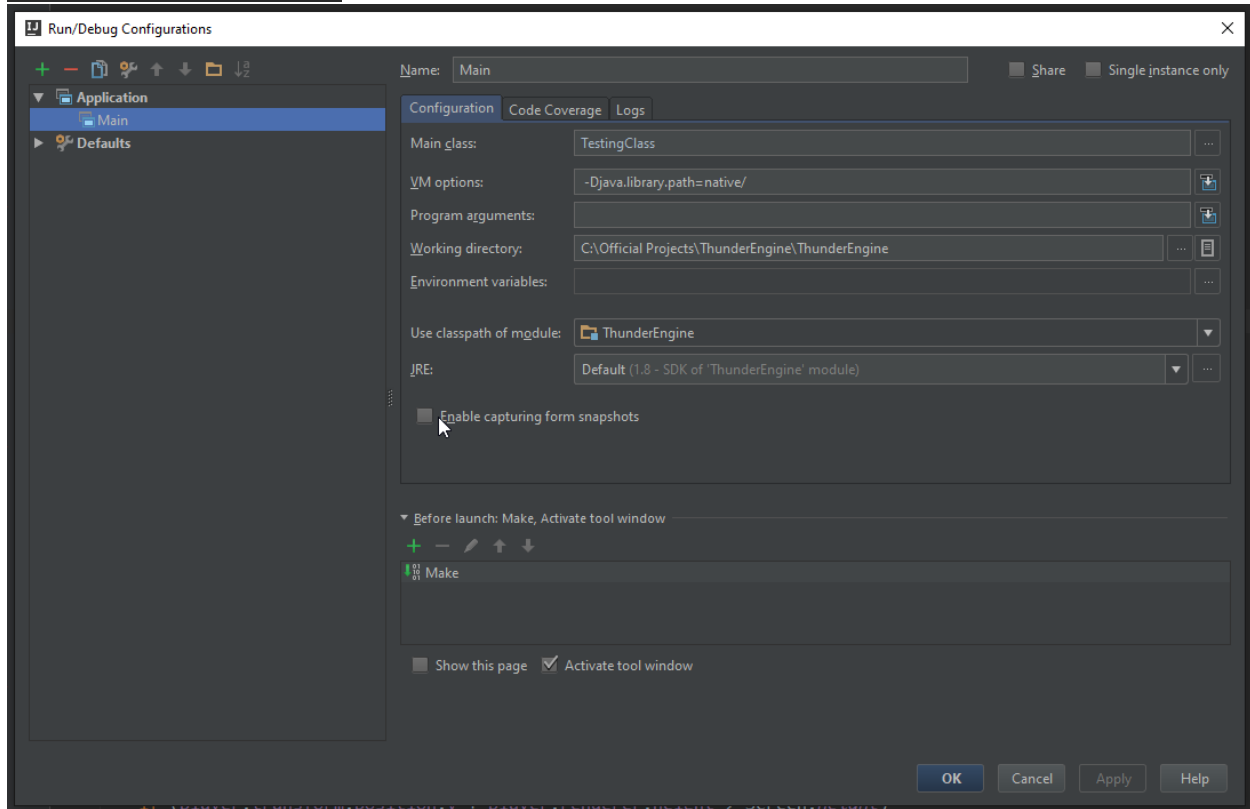 Run/Debug Configurations
Name: Main Share Single instance only
Application
Main
Defaults
Configuration Code Coverage Logs
Main class: TestingClass ...
VM options: -Djava.library.path=native/
Program arguments:
Working directory: C:\Official Projects\ThunderEngine\ThunderEngine ...
Environment variables: ...
Use classpath of module: ThunderEngine
JRE: Default (1.8 - SDK of 'ThunderEngine' module) ...
Enable capturing form snapshots
Before launch: Make, Activate tool window
Make
Show this page Activate tool window
OK Cancel Apply Help